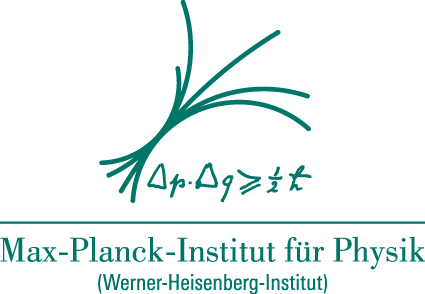 Δp·Δq⩾½ℏ
Max-Planck-Institut für Physik
(Werner-Heisenberg-Institut)